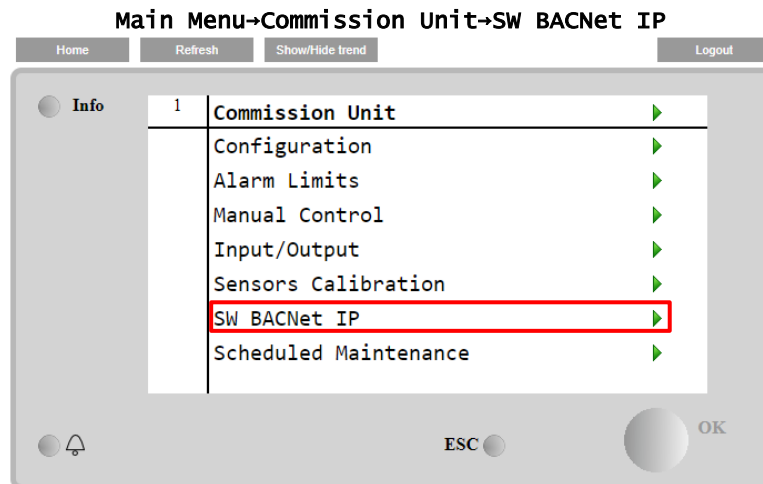 Main Menu→Commission Unit→SW BACNet IP
Home Refresh Show/Hide trend Logout
Info
1 Commission Unit
Configuration
Alarm Limits
Manual Control
Input/Output
Sensors Calibration
SW BACNet IP
Scheduled Maintenance
ESC OK